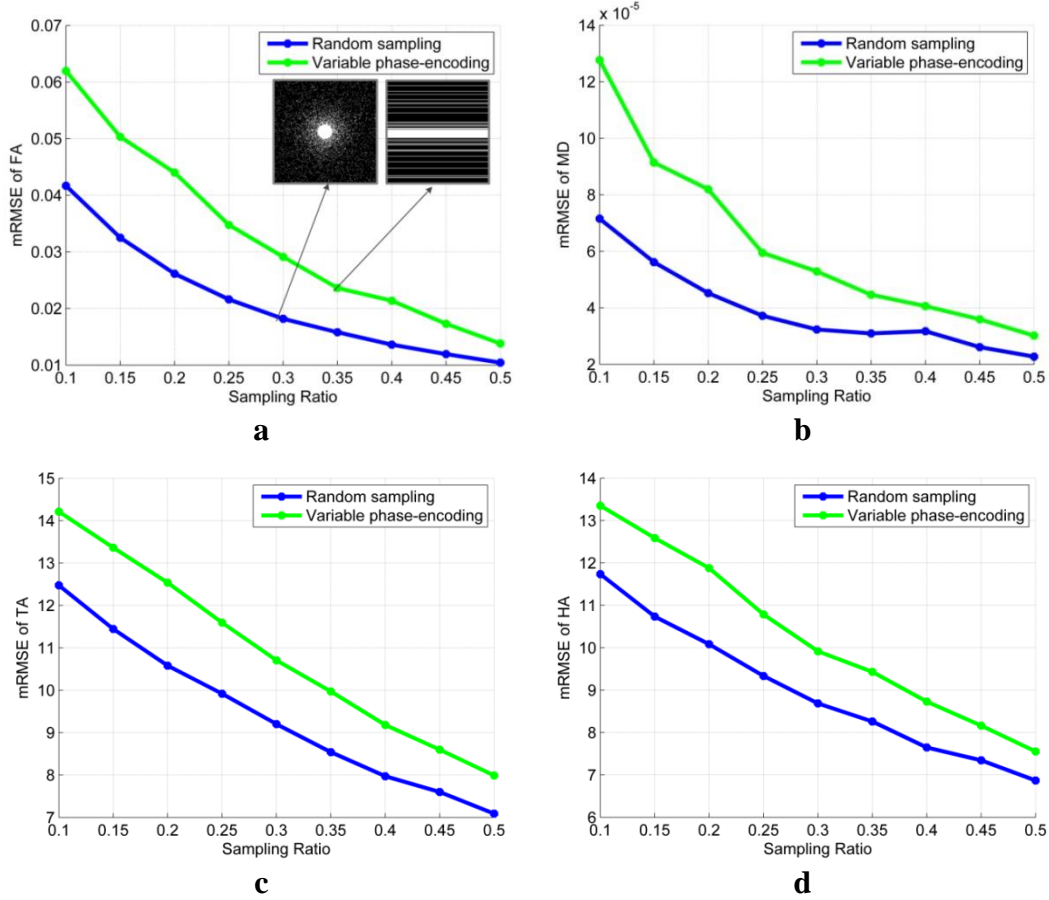 0.07
0.06
0.05
0.04
0.03
0.02
0.01
mRMSE of FA
Random sampling
Variable phase-encoding
0.1 0.15 0.2 0.25 0.3 0.35 0.4 0.45 0.5
Sampling Ratio
a
x 10^-5
14
12
10
8
6
4
2
mRMSE of MD
Random sampling
Variable phase-encoding
0.1 0.15 0.2 0.25 0.3 0.35 0.4 0.45 0.5
Sampling Ratio
b
15
14
13
12
11
10
9
8
7
mRMSE of TA
Random sampling
Variable phase-encoding
0.1 0.15 0.2 0.25 0.3 0.35 0.4 0.45 0.5
Sampling Ratio
c
14
13
12
11
10
9
8
7
6
mRMSE of HA
Random sampling
Variable phase-encoding
0.1 0.15 0.2 0.25 0.3 0.35 0.4 0.45 0.5
Sampling Ratio
d